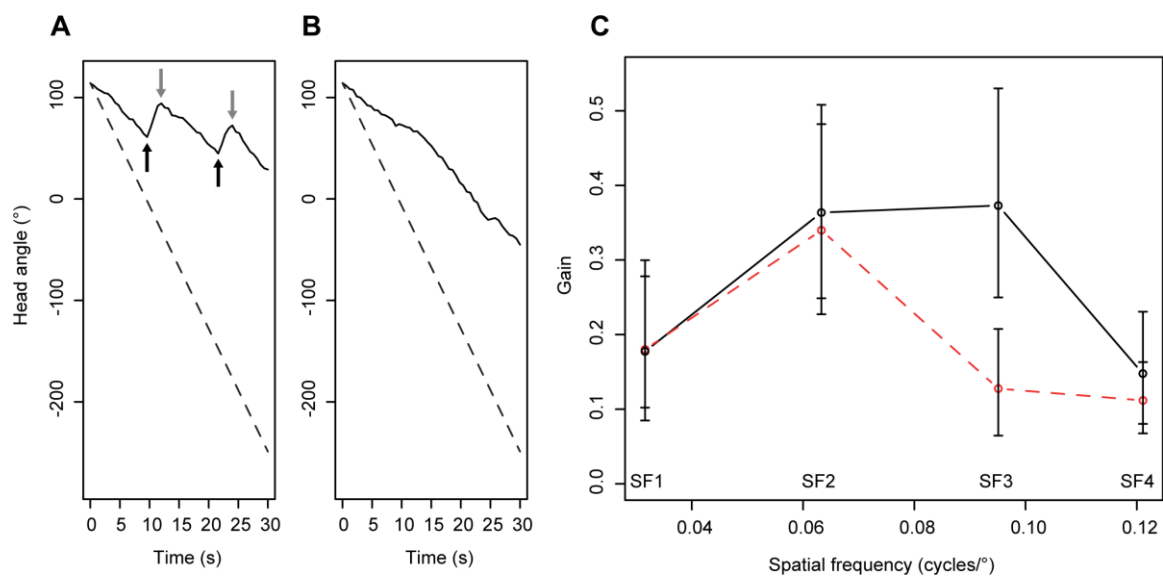 A
B
C
Head angle (°)
100
0
-100
-200
0 5 10 15 20 25 30
Time (s)
100
0
-100
-200
0 5 10 15 20 25 30
Time (s)
Gain
0.5
0.4
0.3
0.2
0.1
0.0
SF1 SF2 SF3 SF4
0.04 0.06 0.08 0.10 0.12
Spatial frequency (cycles/°)